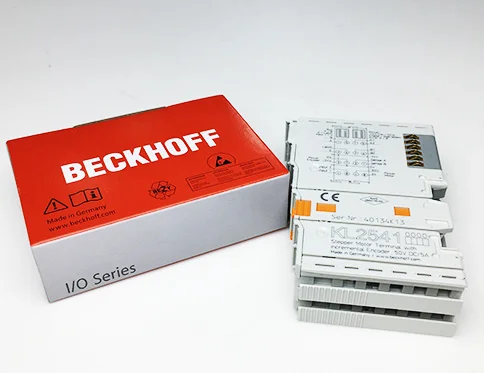 BECKHOFF
Made in Germany
www.beckhoff.com
I/O Series
CE
Ser. Nr.: 40134K13
KL2541
Stepper Motor Terminal with
Incremental Encoder 50V DC/5A
Made in Germany www.beckhoff.com